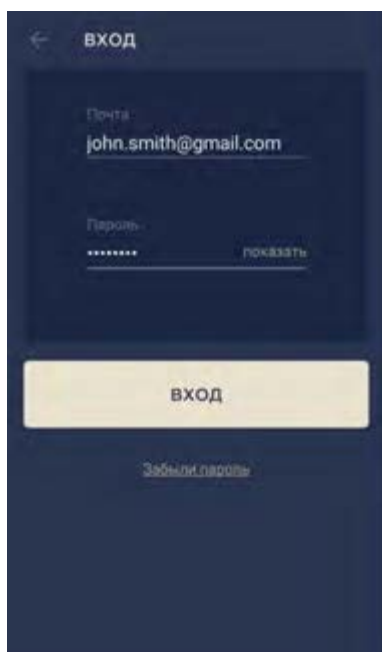 ВХОД
Почта
john.smith@gmail.com
Пароль
•••••••• показать
ВХОД
Забыли пароль